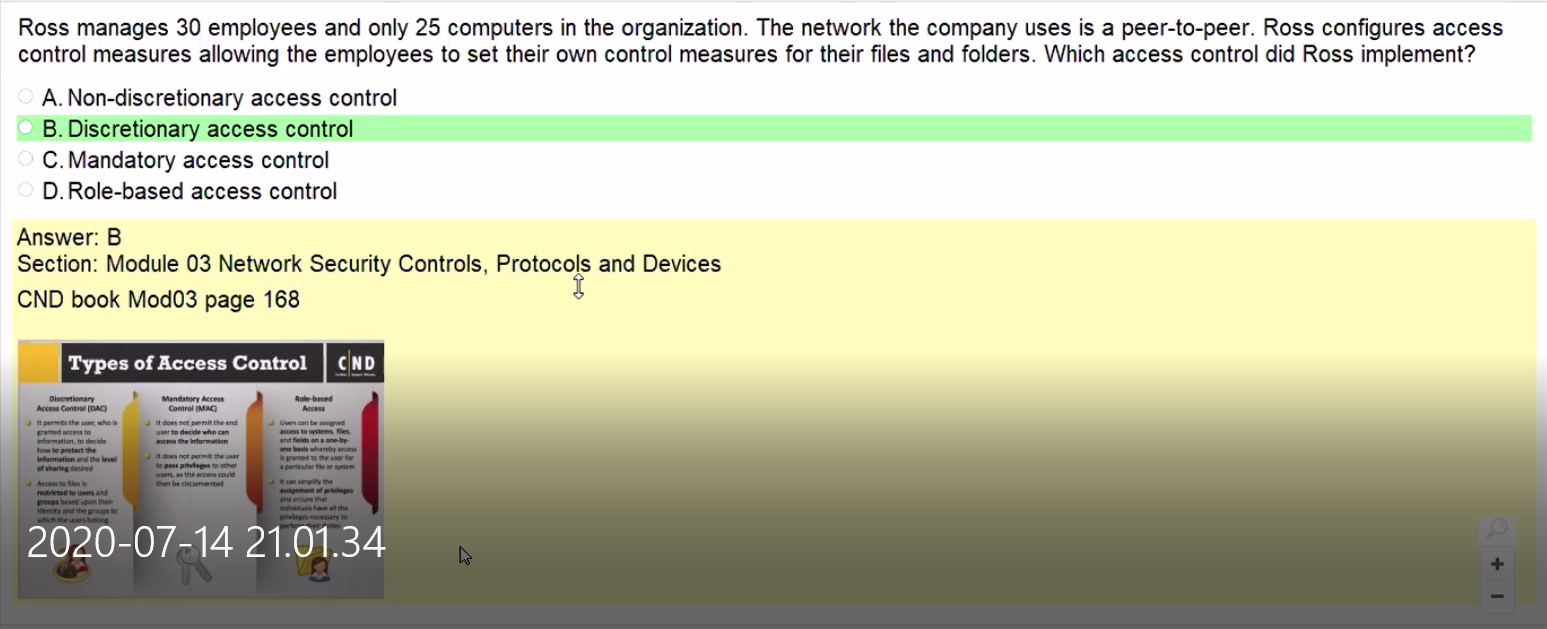 Ross manages 30 employees and only 25 computers in the organization. The network the company uses is a peer-to-peer. Ross configures access
control measures allowing the employees to set their own control measures for their files and folders. Which access control did Ross implement?
A. Non-discretionary access control
B. Discretionary access control
C. Mandatory access control
D. Role-based access control
Answer: B
Section: Module 03 Network Security Controls, Protocols and Devices
CND book Mod03 page 168
Types of Access Control
CND
Discretionary
Access Control (DAC)
It permits the user, who is
granted access to
information, to decide
how to protect the
information and the level
of sharing desired
Access to files is
restricted to users and
groups based upon their
identity and the groups to
which the users belong
Mandatory Access
Control (MAC)
It does not permit the end
user to decide who can
access the information
It does not permit the user
to pass privileges to other
users, as the access could
then be circumvented
Role-based
Access
Users can be assigned
access to systems, files,
and fields on a one-by-
one basis whereby access
is granted to the user for
a particular file or system
It can simplify the
assignment of privileges
and ensure that
individuals have all the
privileges necessary to
perform their duties
2020-07-14 21.01.34